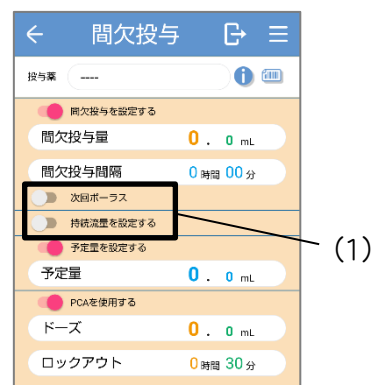 間欠投与
投与薬 ----
間欠投与を設定する
間欠投与量 0 . 0 mL
間欠投与間隔 0 時間 00 分
次回ボーラス
持続流量を設定する
(1)
予定量を設定する
予定量 0 . 0 mL
PCAを使用する
ドーズ 0 . 0 mL
ロックアウト 0 時間 30 分